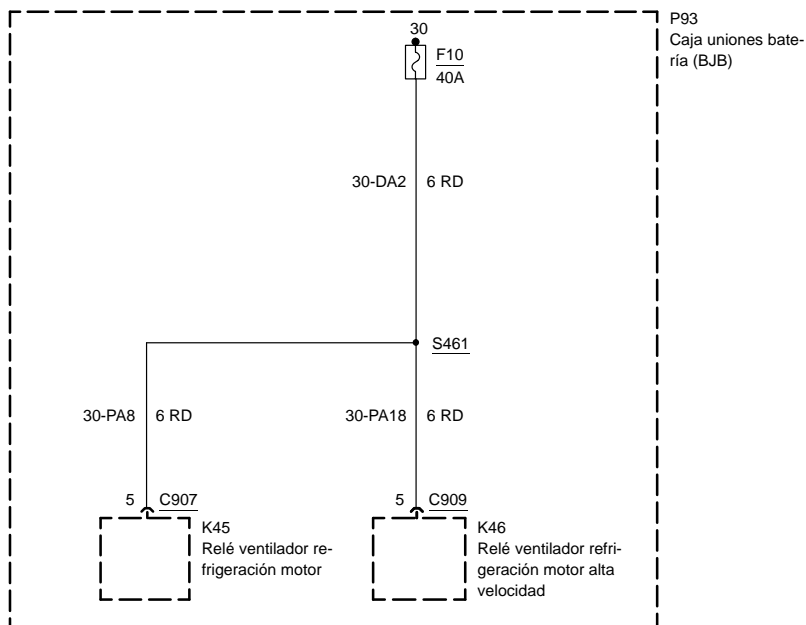 P93
Caja uniones bate-
ría (BJB)
30
F10
40A
30-DA2
6 RD
S461
30-PA8
6 RD
30-PA18
6 RD
5
C907
5
C909
K45
Relé ventilador re-
frigeración motor
K46
Relé ventilador refri-
geración motor alta
velocidad